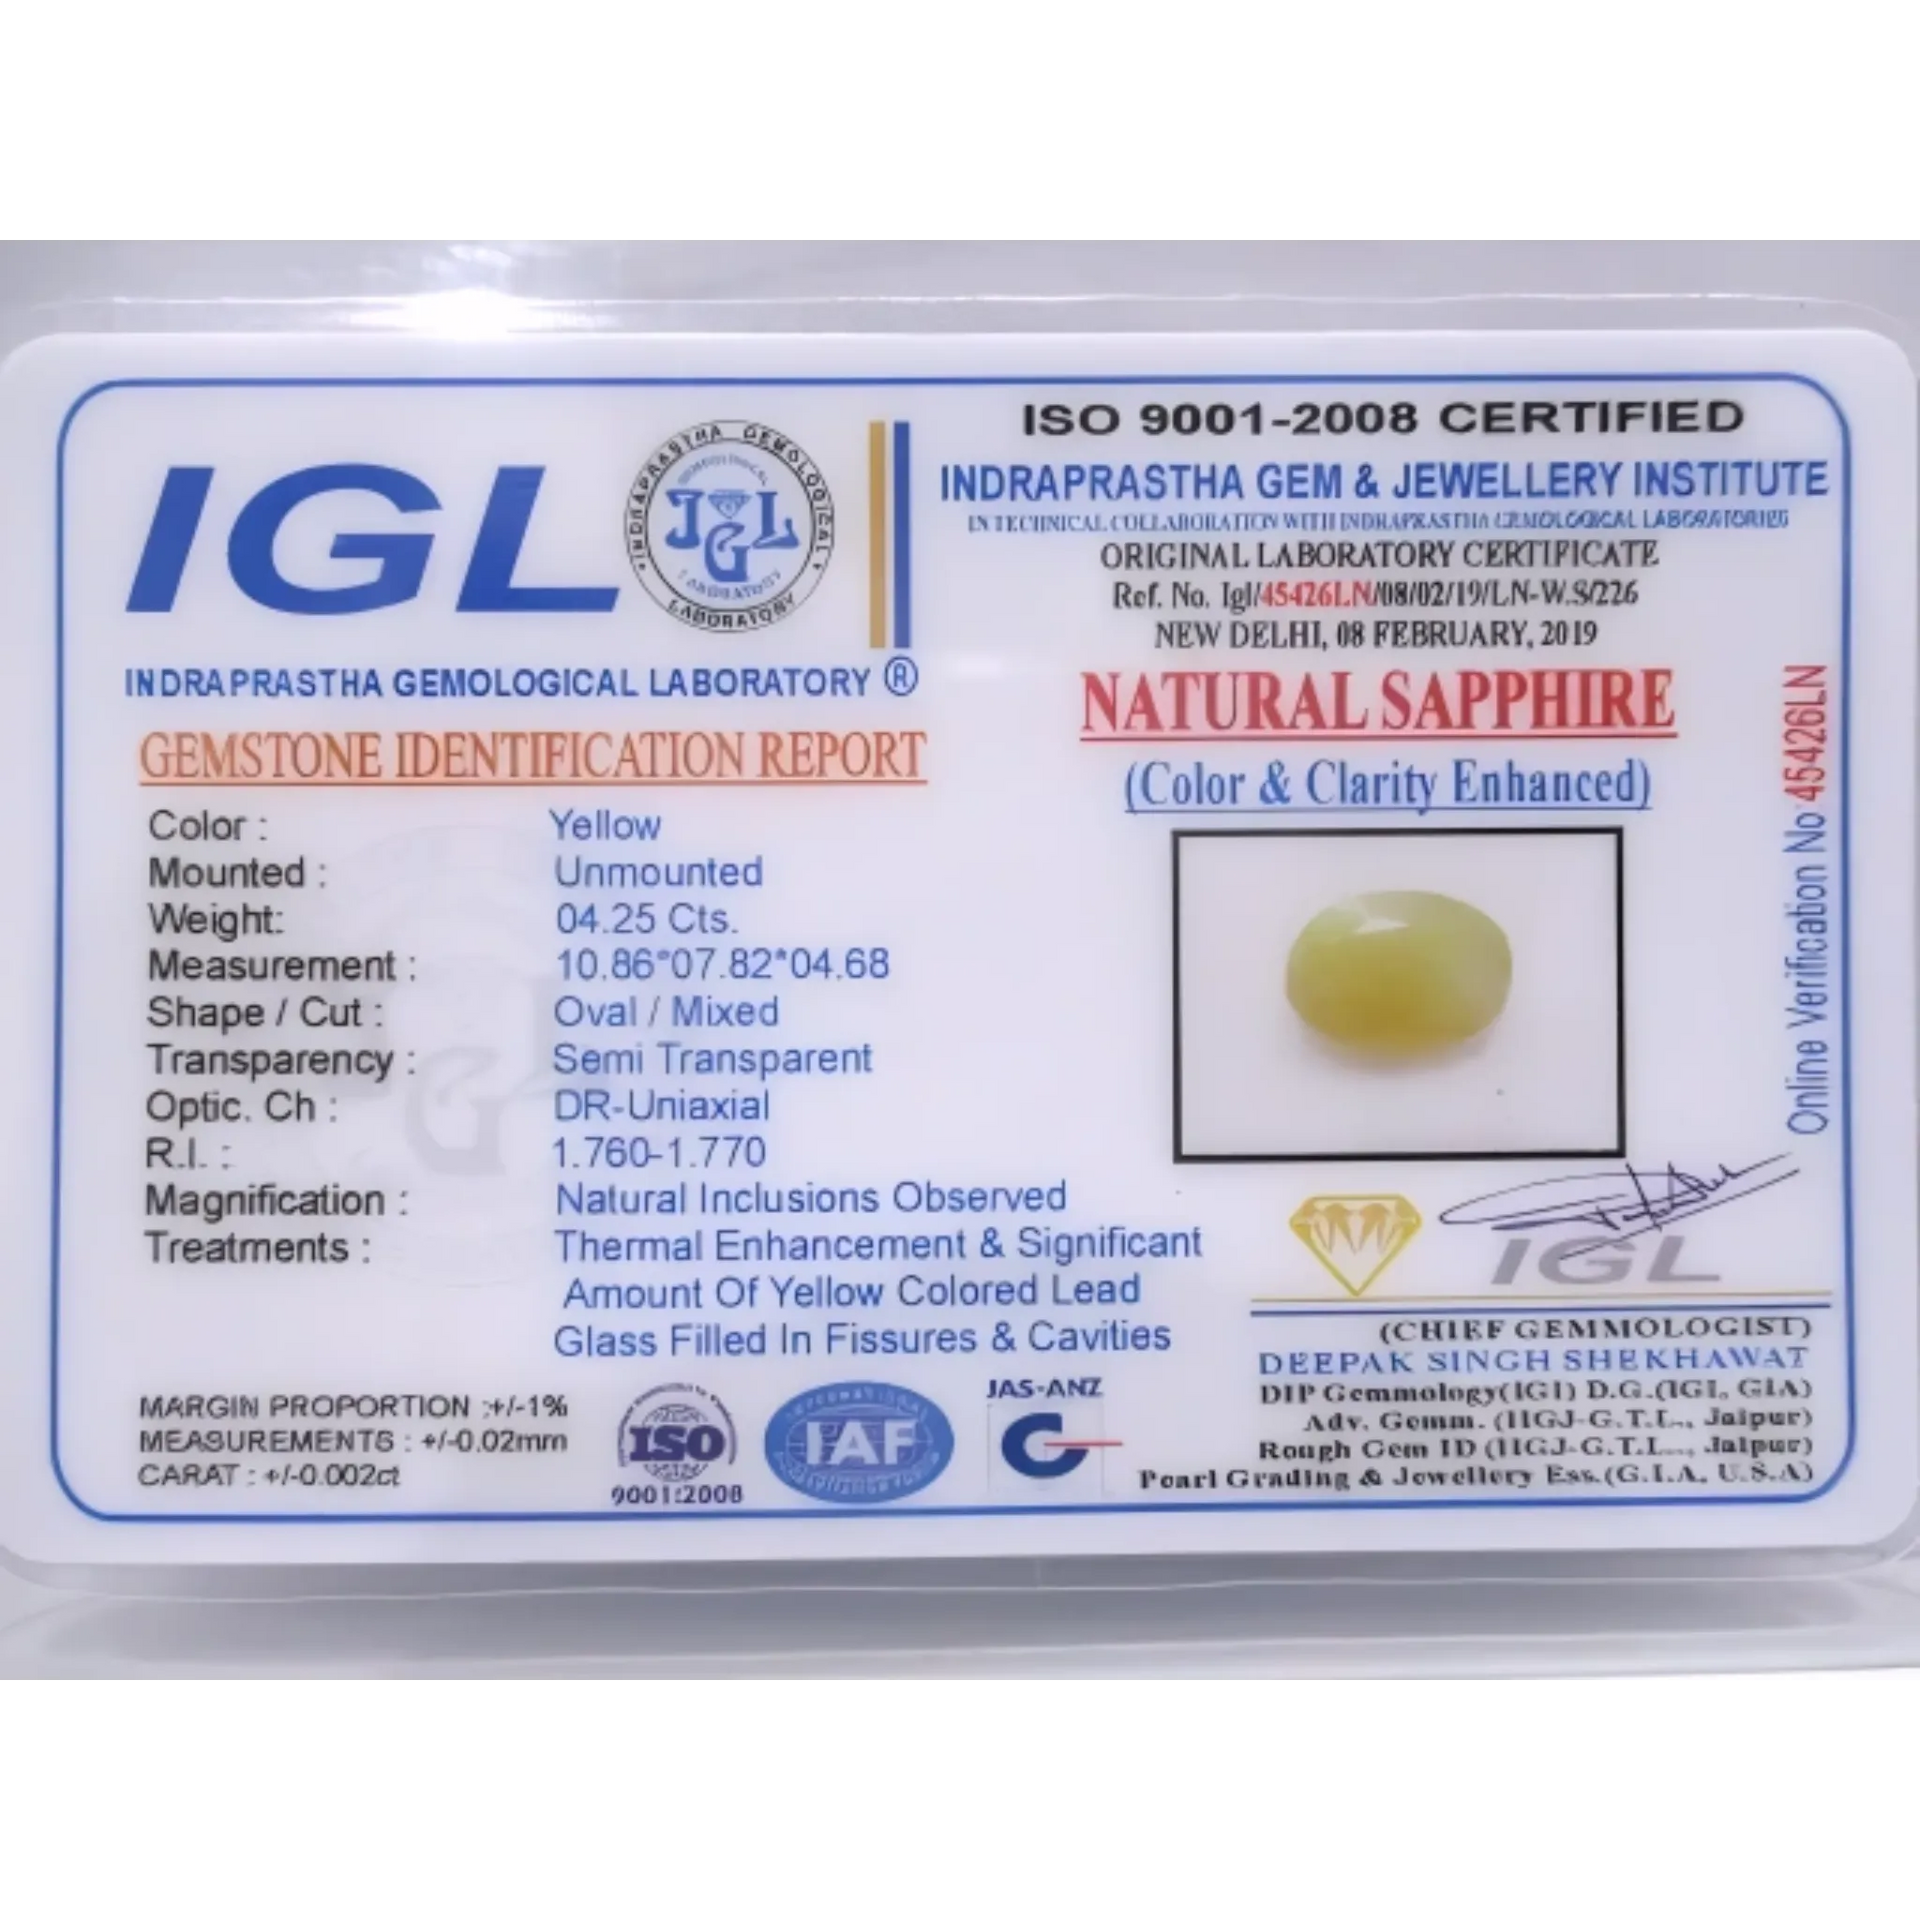 IGL
INDRAPRASTHA GEMOLOGICAL
LABORATORY
IGL
INDRAPRASTHA GEMOLOGICAL LABORATORY ®
GEMSTONE IDENTIFICATION REPORT
Color : Yellow
Mounted : Unmounted
Weight: 04.25 Cts.
Measurement : 10.86*07.82*04.68
Shape / Cut : Oval / Mixed
Transparency : Semi Transparent
Optic. Ch : DR-Uniaxial
R.I. : 1.760-1.770
Magnification : Natural Inclusions Observed
Treatments : Thermal Enhancement & Significant
Amount Of Yellow Colored Lead
Glass Filled In Fissures & Cavities
MARGIN PROPORTION :+/-1%
MEASUREMENTS : +/-0.02mm
CARAT : +/-0.002ct
ISO
9001:2008
IAF
JAS-ANZ
ISO 9001-2008 CERTIFIED
INDRAPRASTHA GEM & JEWELLERY INSTITUTE
IN TECHNICAL COLLABORATION WITH INDRAPRASTHA GEMOLOGICAL LABORATORIES
ORIGINAL LABORATORY CERTIFICATE
Ref. No. Igl/45426LN/08/02/19/LN-W.S/226
NEW DELHI, 08 FEBRUARY, 2019
NATURAL SAPPHIRE
(Color & Clarity Enhanced)
Online Verification No 45426LN
IGL
(CHIEF GEMMOLOGIST)
DEEPAK SINGH SHEKHAWAT
DIP Gemmology(IGI) D.G.(IGI, GIA)
Adv. Gemm. (IIGJ-G.T.L., Jaipur)
Rough Gem ID (IIGJ-G.T.L., Jaipur)
Pearl Grading & Jewellery Ess.(G.I.A, U.S.A)